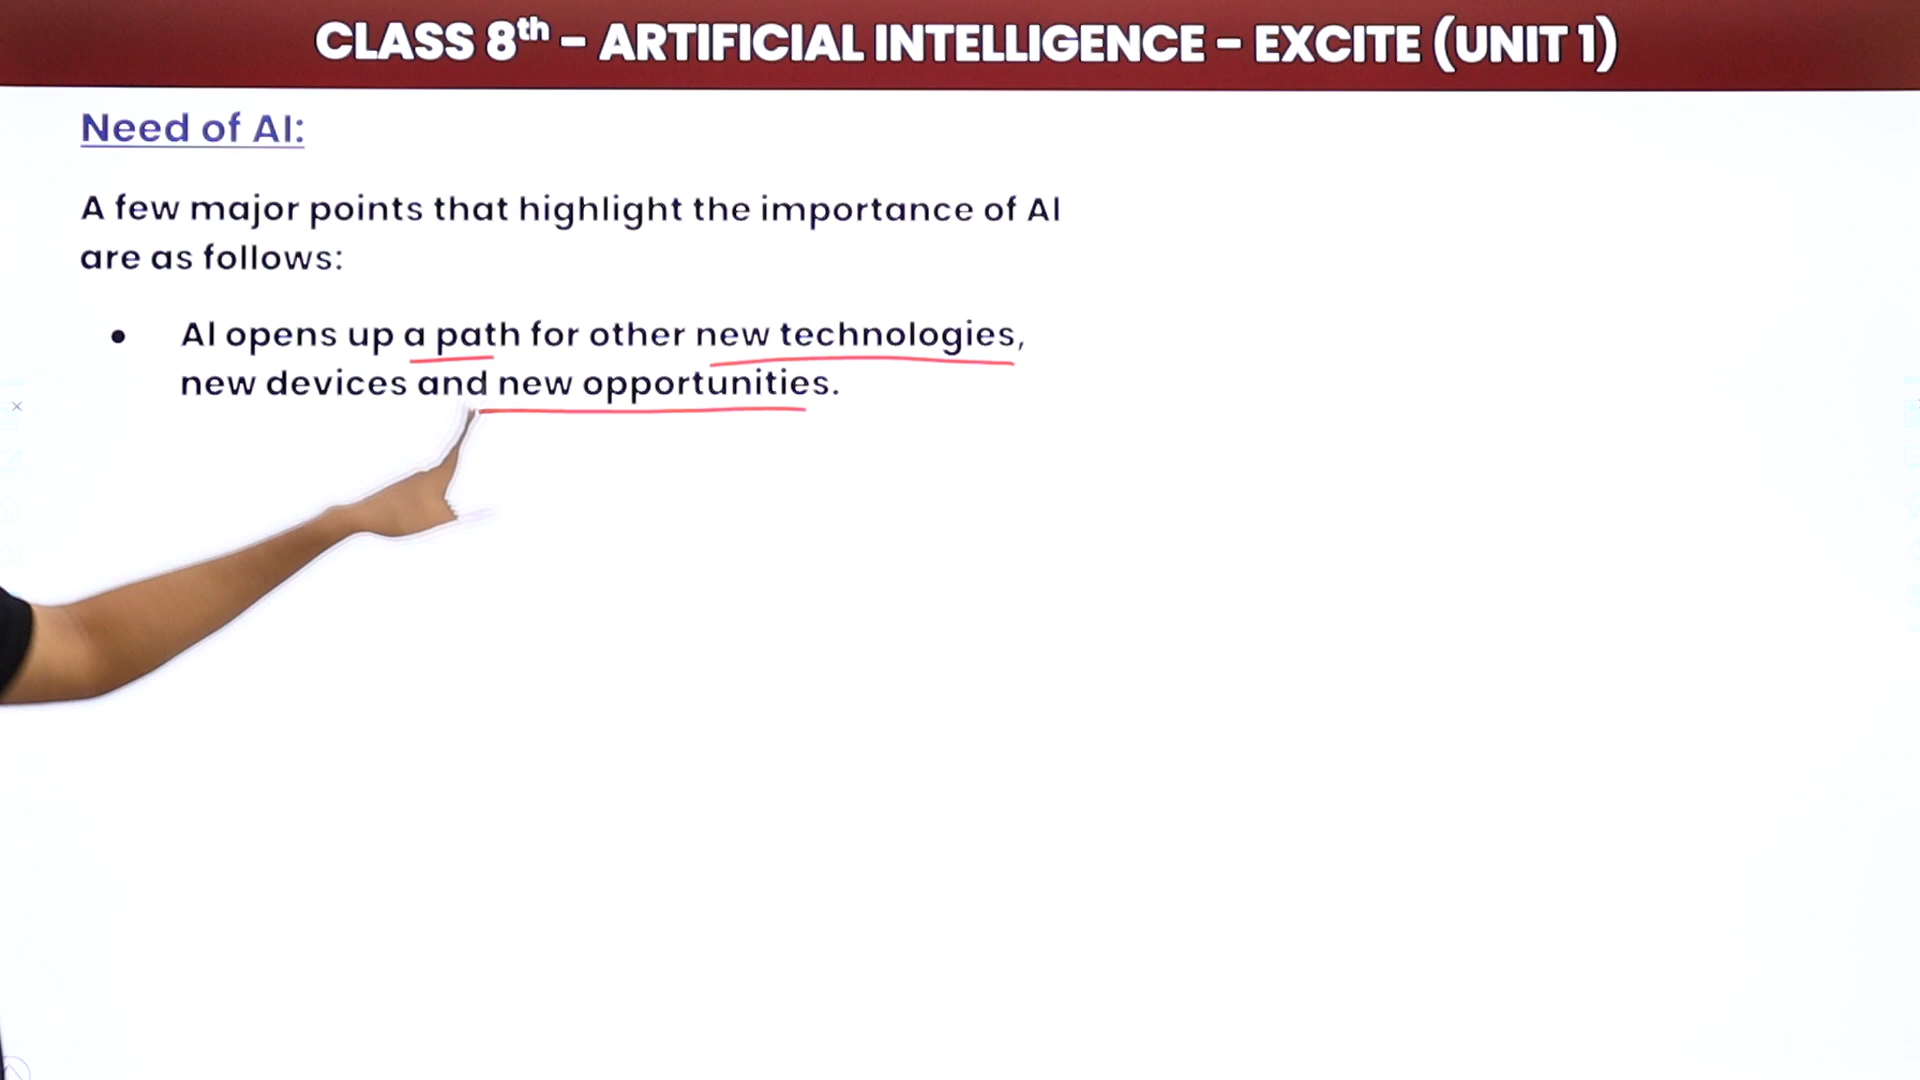 CLASS 8th - ARTIFICIAL INTELLIGENCE - EXCITE (UNIT 1)
Need of AI:
A few major points that highlight the importance of AI
are as follows:
• AI opens up a path for other new technologies,
new devices and new opportunities.